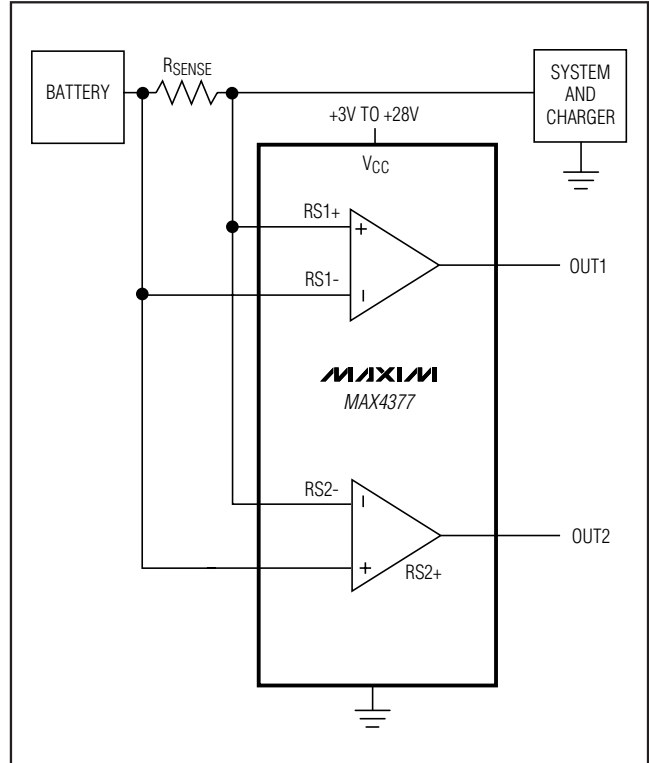 BATTERY
RSENSE
SYSTEM
AND
CHARGER
+3V TO +28V
VCC
RS1+
+
RS1-
OUT1
MAXIM
MAX4377
RS2-
OUT2
+
RS2+